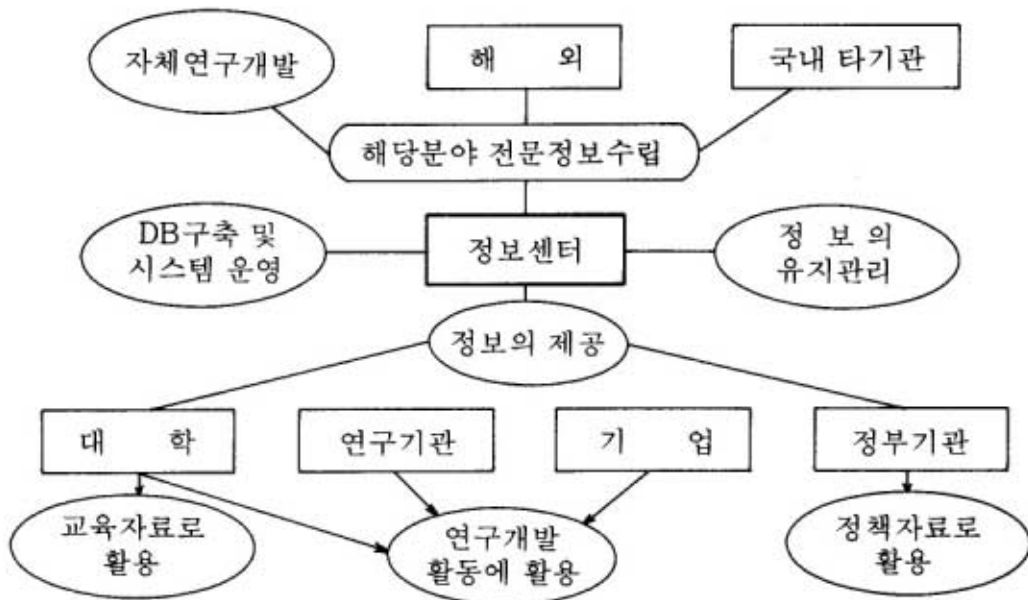 자체연구개발
해 외
국내 타기관
해당분야 전문정보수립
DB구축 및
시스템 운영
정보센터
정 보 의
유지관리
정보의 제공
대 학
연구기관
기 업
정부기관
교육자료로
활용
연구개발
활동에 활용
정책자료로
활용